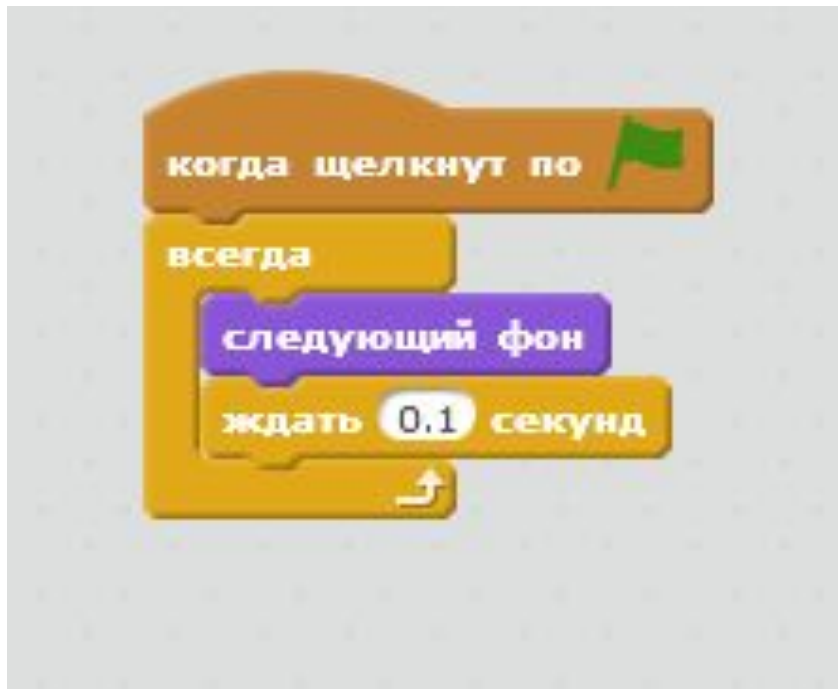 когда щелкнут по
всегда
следующий фон
ждать 0.1 секунд